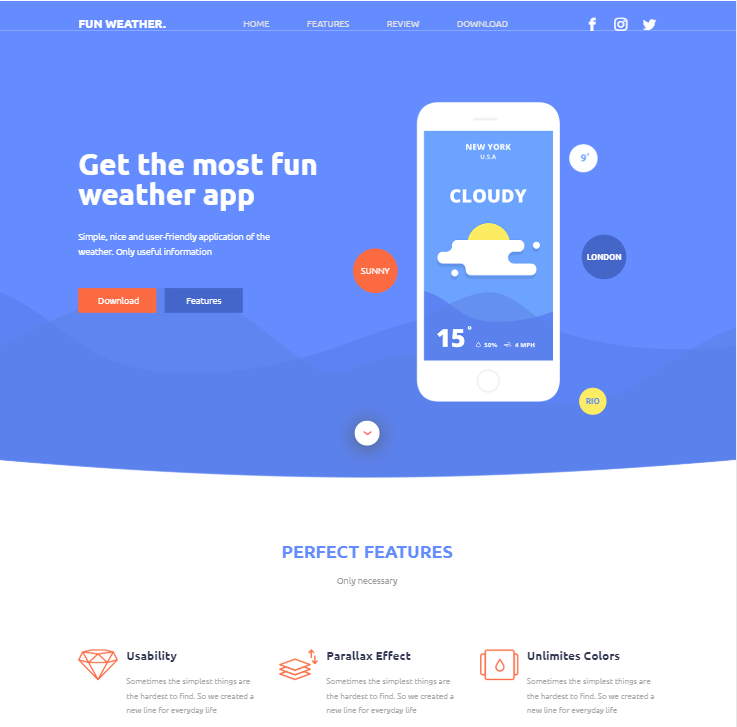 FUN WEATHER.
HOME
FEATURES
REVIEW
DOWNLOAD
Get the most fun
weather app
Simple, nice and user-friendly application of the
weather. Only useful information
Download
Features
SUNNY
NEW YORK
U.S.A
CLOUDY
15°
50%
4 MPH
9°
LONDON
RIO
PERFECT FEATURES
Only necessary
Usability
Sometimes the simplest things are
the hardest to find. So we created a
new line for everyday life
Parallax Effect
Sometimes the simplest things are
the hardest to find. So we created a
new line for everyday life
Unlimites Colors
Sometimes the simplest things are
the hardest to find. So we created a
new line for everyday life